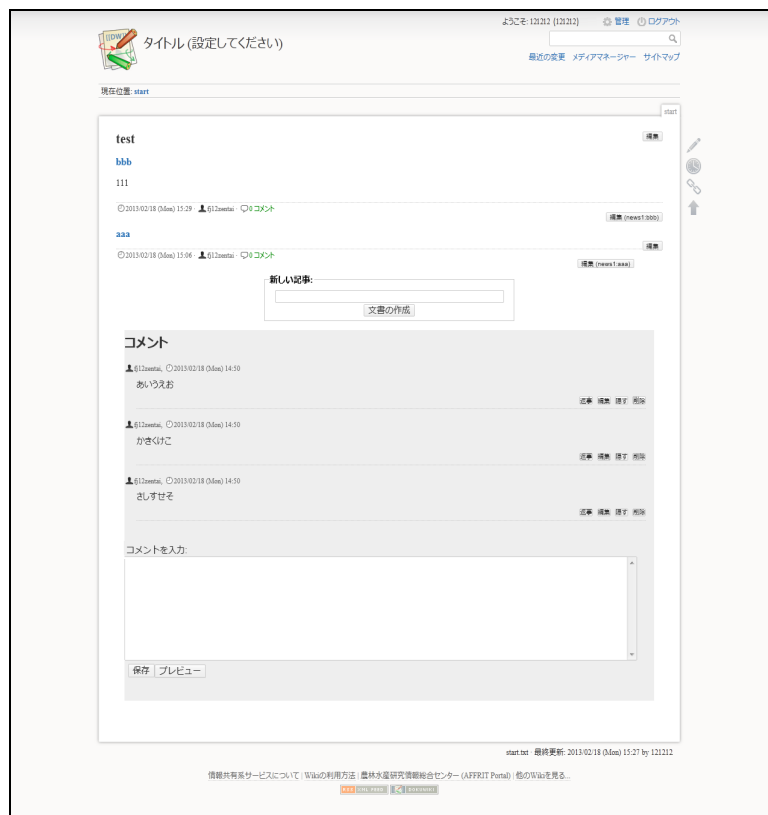 ようこそ: 121212 (121212) 管理 ログアウト
タイトル (設定してください)
最近の変更 メディアマネージャー サイトマップ
現在位置: start
start
test
編集
bbb
111
2013/02/18 (Mon) 15:29 · fj12zentai · 0 コメント
編集 (news1:bbb)
aaa
編集
2013/02/18 (Mon) 15:06 · fj12zentai · 0 コメント
編集 (news1:aaa)
新しい記事:
文書の作成
コメント
fj12zentai, 2013/02/18 (Mon) 14:50
あいうえお
返事 編集 隠す 削除
fj12zentai, 2013/02/18 (Mon) 14:50
かきくけこ
返事 編集 隠す 削除
fj12zentai, 2013/02/18 (Mon) 14:50
さしすせそ
返事 編集 隠す 削除
コメントを入力:
保存 プレビュー
start.txt · 最終更新: 2013/02/18 (Mon) 15:27 by 121212
情報共有系サービスについて | Wikiの利用方法 | 農林水産研究情報総合センター (AFFRIT Portal) | 他のWikiを見る...